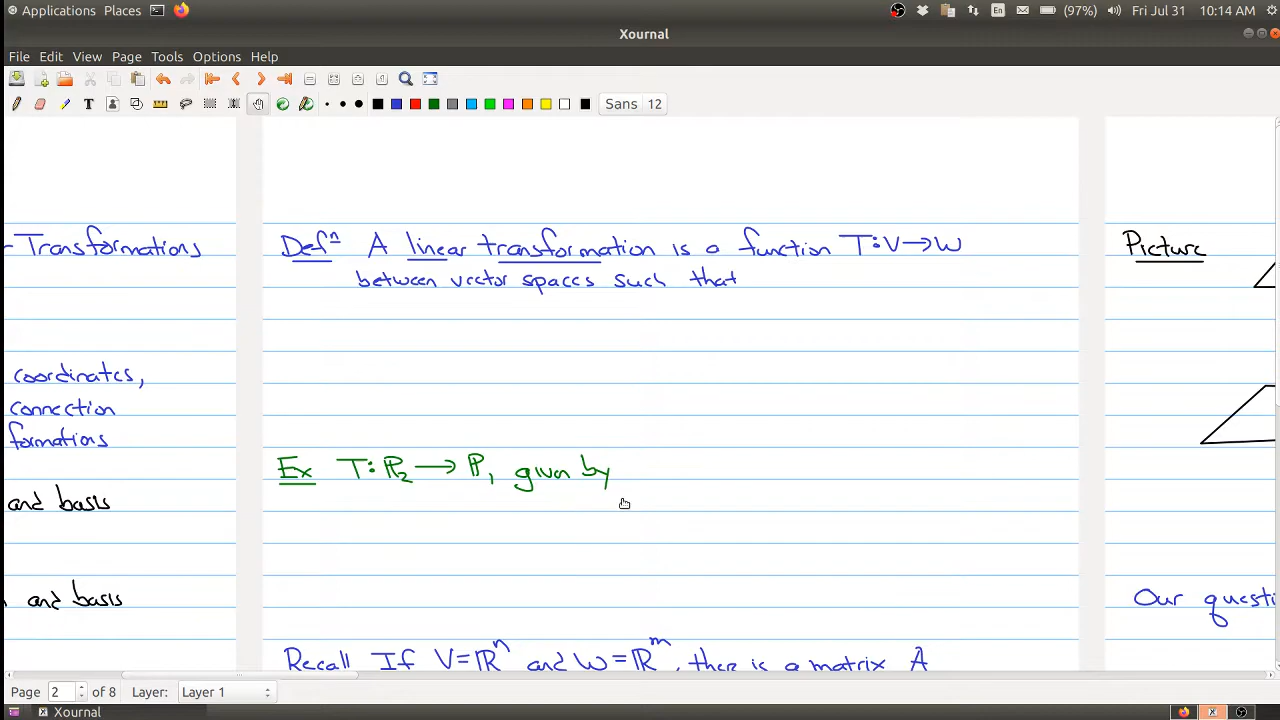 Applications Places (97%) Fri Jul 31 10:14 AM
Xournal
File Edit View Page Tools Options Help
Sans 12
-Transformations
coordinates,
connection
formations
and basis
and basis
Defⁿ A linear transformation is a function T:V→W
between vector spaces such that
Ex T:ℙ₂→ℙ₁ given by
Recall If V=ℝⁿ and W=ℝᵐ, there is a matrix A
Picture
Our questi
Page 2 of 8 Layer: Layer 1
Xournal